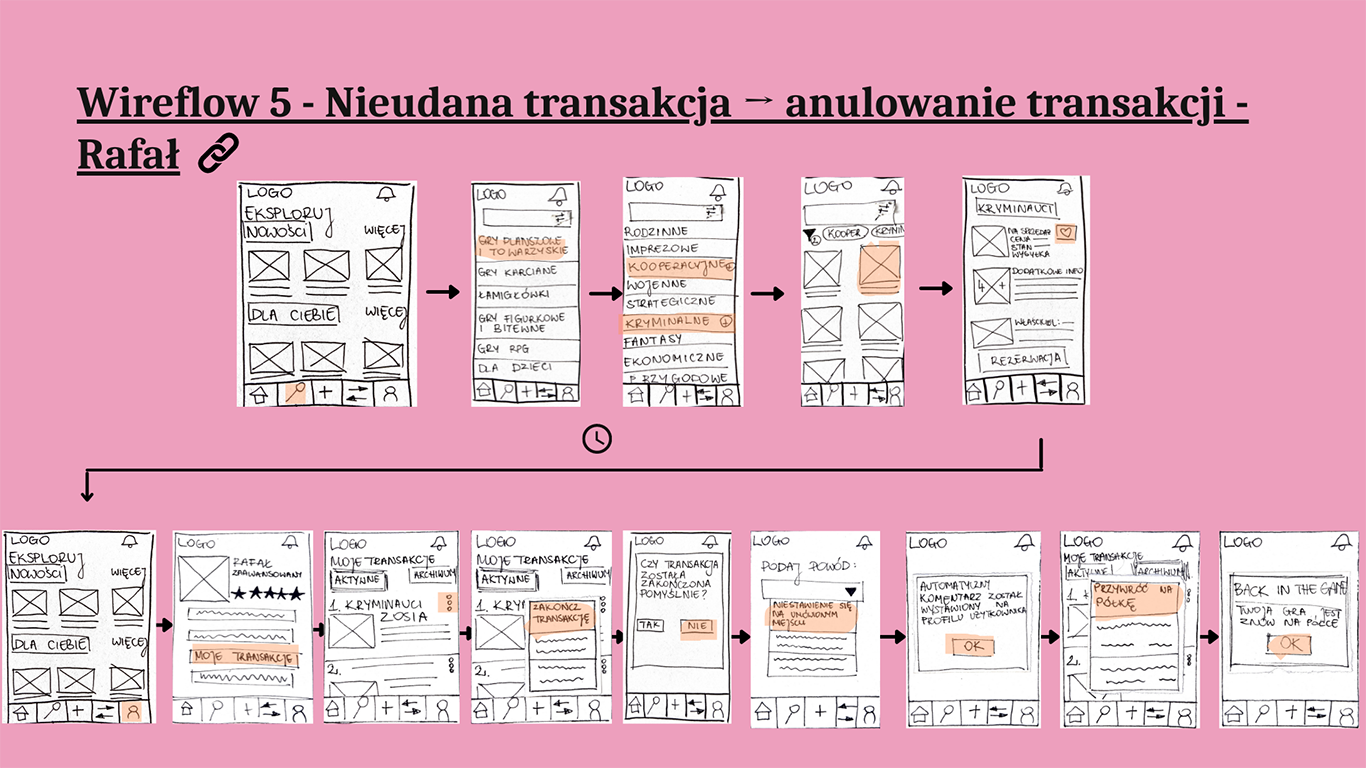 Wireflow 5 - Nieudana transakcja → anulowanie transakcji -
Rafał
LOGO
EKSPLORUJ
NOWOŚCI WIĘCEJ
DLA CIEBIE WIĘCEJ
LOGO
GRY PLANSZOWE
I TOWARZYSKIE
GRY KARCIANE
ŁAMIGŁÓWKI
GRY FIGURKOWE
I BITEWNE
GRY RPG
DLA DZIECI
LOGO
RODZINNE
IMPREZOWE
KOOPERACYJNE
WOJENNE
STRATEGICZNE
KRYMINALNE
FANTASY
EKONOMICZNE
PRZYGODOWE
LOGO
KOOPER KRYMIN
LOGO
KRYMINAUCI
NA SPRZEDAŻ
CENA
STAN
WYSYŁKA
DODATKOWE INFO
4 +
WŁAŚCICIEL:
REZERWACJA
LOGO
EKSPLORUJ
NOWOŚCI WIĘCEJ
DLA CIEBIE WIĘCEJ
LOGO
RAFAŁ
ZAAWANSOWANY
MOJE TRANSAKCJE
LOGO
MOJE TRANSAKCJE
AKTYWNE ARCHIWUM
1. KRYMINAUCI
ZOSIA
2.
LOGO
MOJE TRANSAKCJE
AKTYWNE ARCHIWUM
1. KRY
ZAKOŃCZ
TRANSAKCJĘ
2.
LOGO
CZY TRANSAKCJA
ZOSTAŁA
ZAKOŃCZONA
POMYŚLNIE?
TAK NIE
LOGO
PODAJ POWÓD:
NIESTAWIENIE SIĘ
NA UMÓWIONYM
MIEJSCU
LOGO
AUTOMATYCZNY
KOMENTARZ ZOSTAŁ
WYSTAWIONY NA
PROFILU UŻYTKOWNIKA
OK
LOGO
MOJE TRANSAKCJE
AKTYWNE ARCHIWUM
1.
PRZYWRÓĆ NA
PÓŁKĘ
2.
LOGO
BACK IN THE GAME
TWOJA GRA JEST
ZNÓW NA PÓŁCE
OK